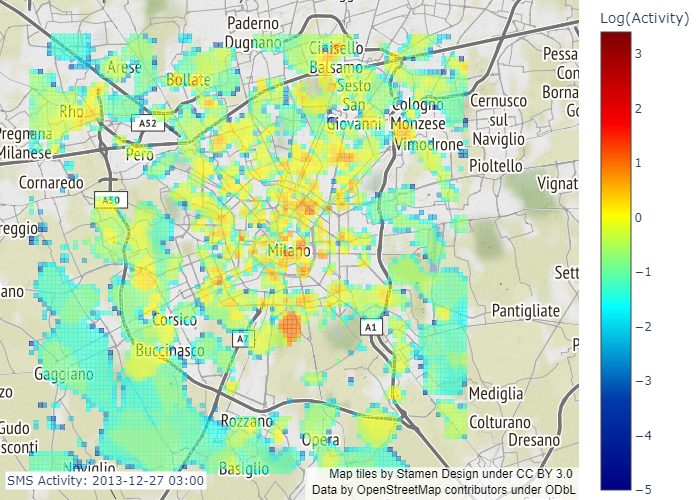 Paderno
Dugnano
Cinisello
Balsamo
Arese
Bollate
Sesto
San
Giovanni
Cologno
Monzese
Cernusco
sul
Naviglio
Pessa
Con
Borna
Go
Rho
A52
Pregnana
Milanese
Pero
Vimodrone
Pioltello
Cornaredo
A50
Vignat
reggio
Milano
Sett
ano
Corsico
Pantigliate
A7
A1
P
Buccinasco
Gaggiano
zo
Mediglia
Rozzano
Colturano
Gudo
sconti
Opera
Dresano
Noviglio
Basiglio
SMS Activity: 2013-12-27 03:00
Map tiles by Stamen Design under CC BY 3.0
Data by OpenStreetMap contributors under ODbL
Log(Activity)
3
2
1
0
−1
−2
−3
−4
−5